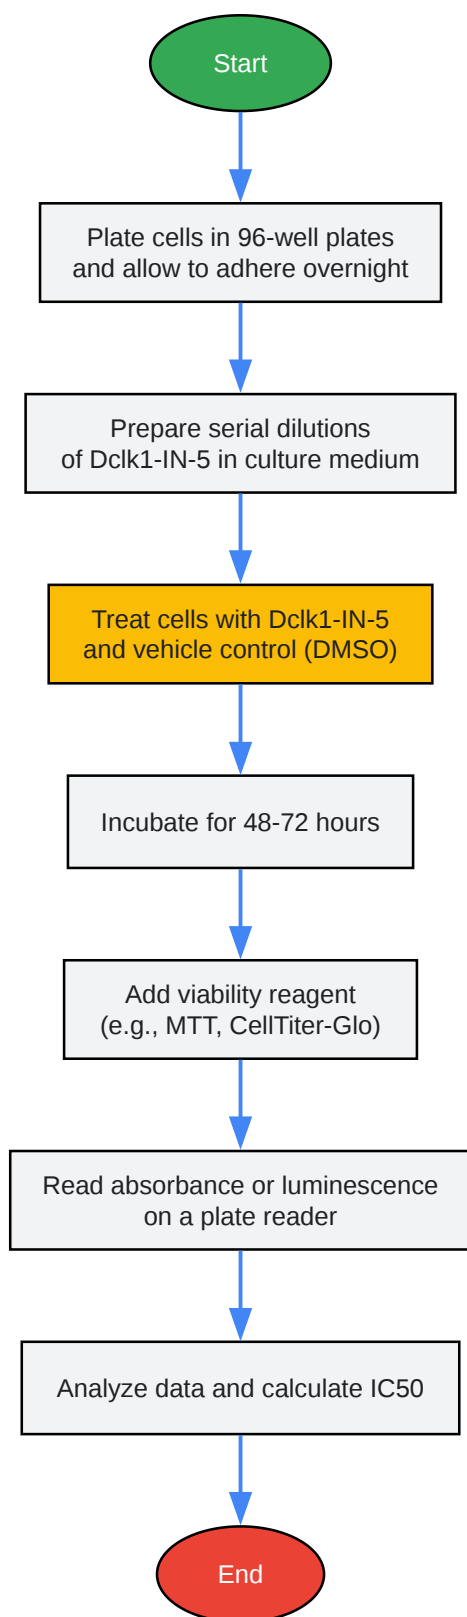 Start
Plate cells in 96-well plates
and allow to adhere overnight
Prepare serial dilutions
of Dclk1-IN-5 in culture medium
Treat cells with Dclk1-IN-5
and vehicle control (DMSO)
Incubate for 48-72 hours
Add viability reagent
(e.g., MTT, CellTiter-Glo)
Read absorbance or luminescence
on a plate reader
Analyze data and calculate IC50
End